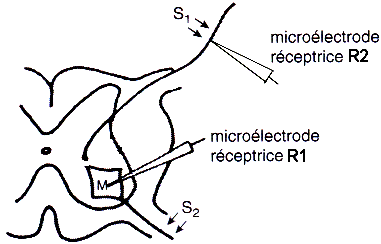 S1
microélectrode
réceptrice R2
microélectrode
réceptrice R1
M
S2